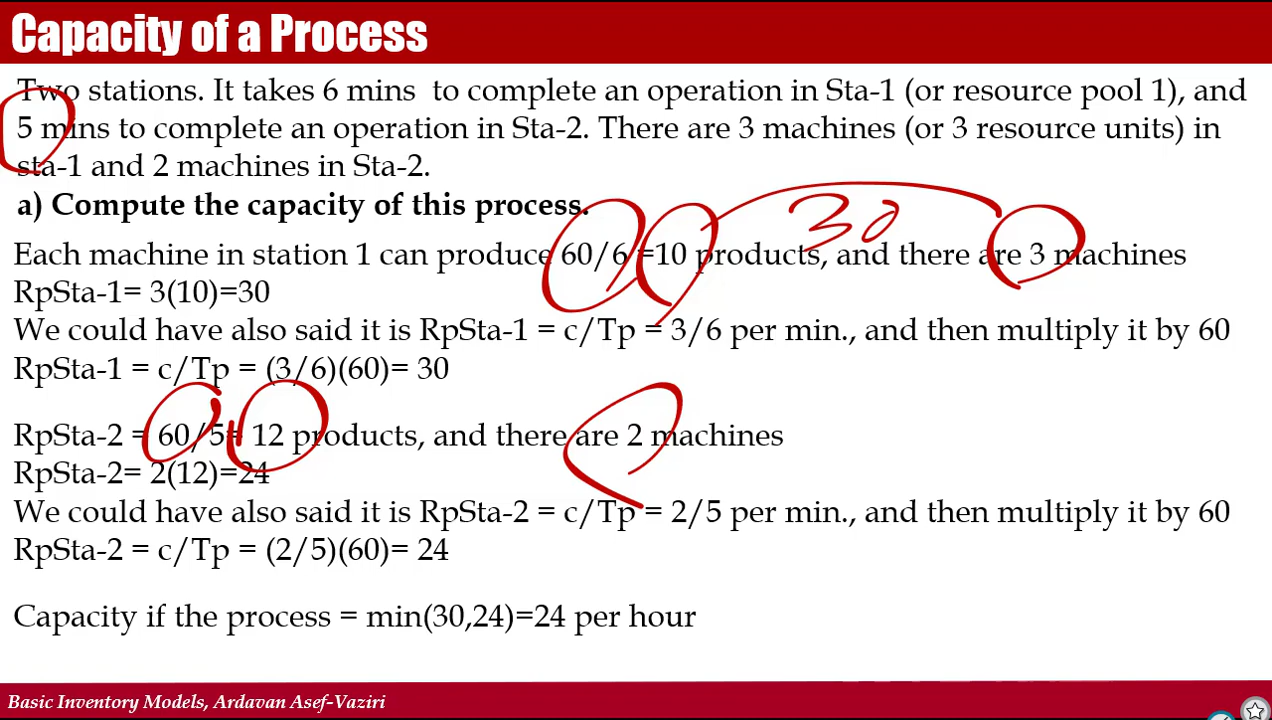 Capacity of a Process
Two stations. It takes 6 mins to complete an operation in Sta-1 (or resource pool 1), and
5 mins to complete an operation in Sta-2. There are 3 machines (or 3 resource units) in
sta-1 and 2 machines in Sta-2.
a) Compute the capacity of this process.
30
Each machine in station 1 can produce 60/6 =10 products, and there are 3 machines
RpSta-1= 3(10)=30
We could have also said it is RpSta-1 = c/Tp = 3/6 per min., and then multiply it by 60
RpSta-1 = c/Tp = (3/6)(60)= 30
RpSta-2 = 60/5= 12 products, and there are 2 machines
RpSta-2= 2(12)=24
We could have also said it is RpSta-2 = c/Tp = 2/5 per min., and then multiply it by 60
RpSta-2 = c/Tp = (2/5)(60)= 24
Capacity if the process = min(30,24)=24 per hour
Basic Inventory Models, Ardavan Asef-Vaziri